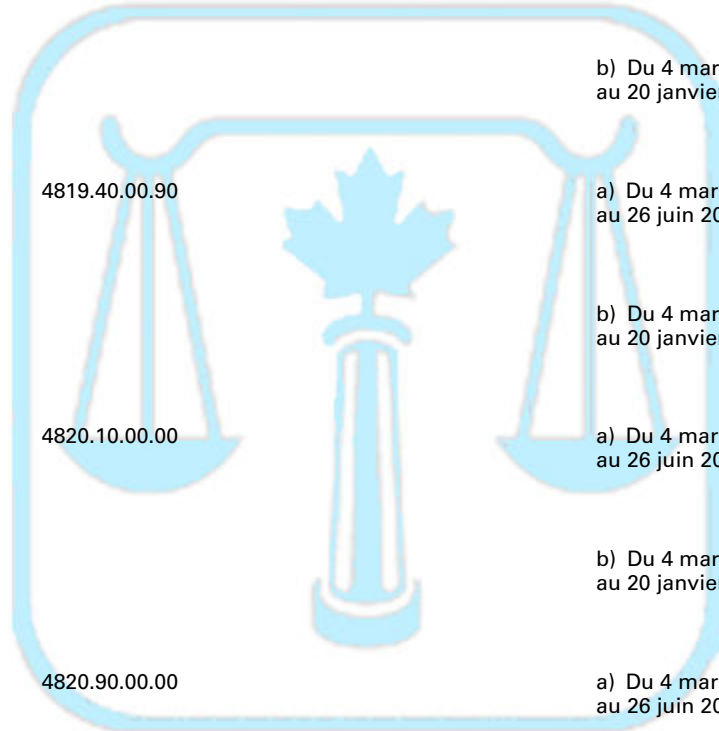 b) Du 4 mar
au 20 janvier
4819.40.00.90
a) Du 4 mar
au 26 juin 20
b) Du 4 mar
au 20 janvier
4820.10.00.00
a) Du 4 mar
au 26 juin 20
b) Du 4 mar
au 20 janvier
4820.90.00.00
a) Du 4 mar
au 26 juin 20